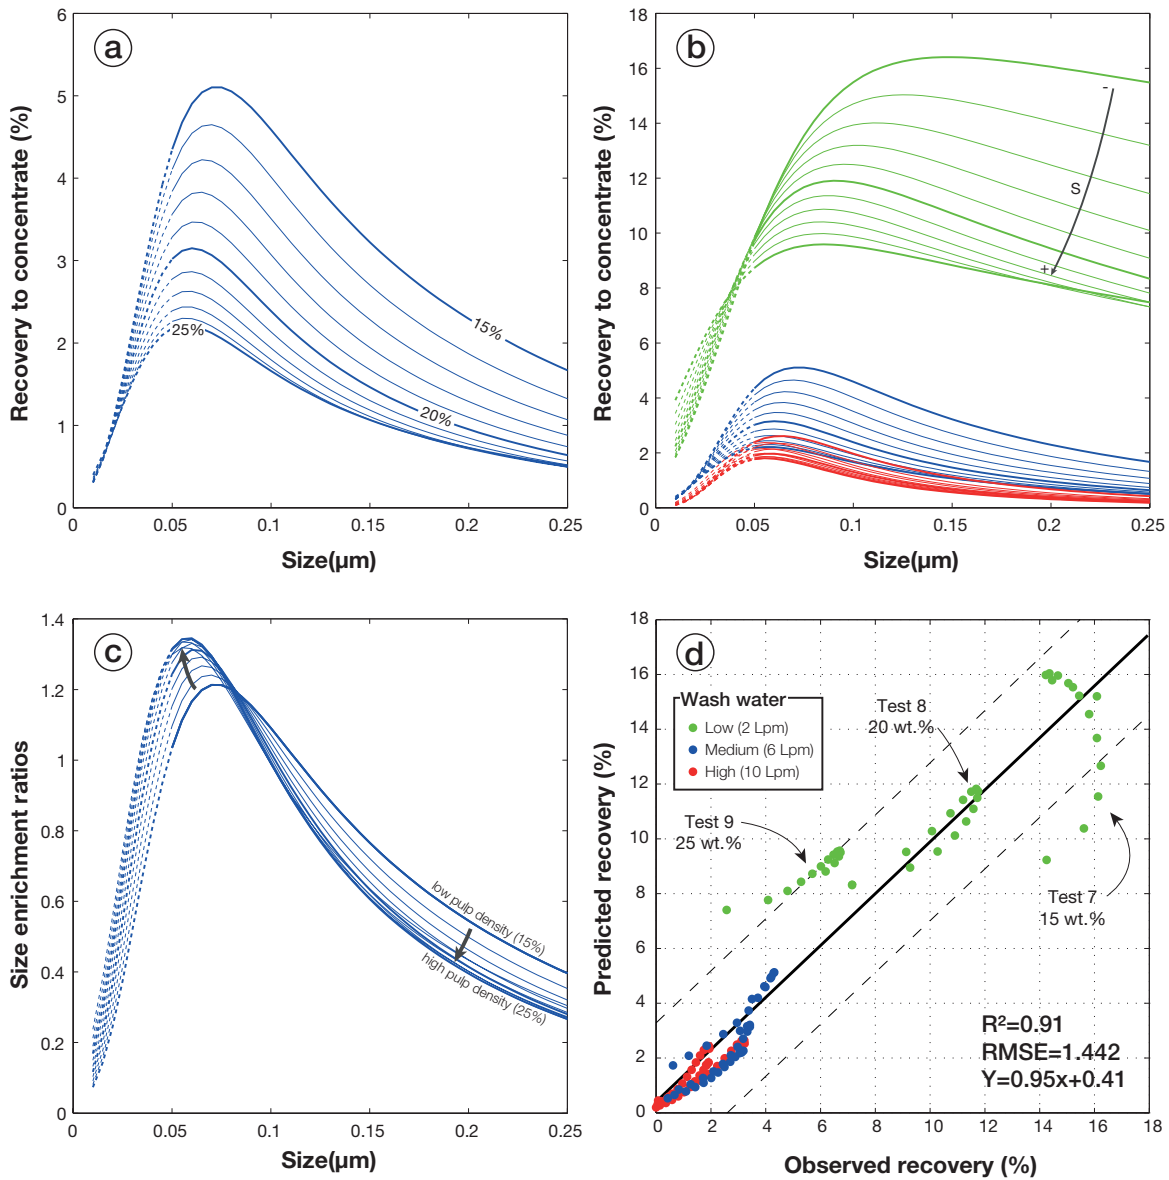 a
6
5
4
3
2
1
0
0
0.05
0.1
0.15
0.2
0.25
Recovery to concentrate (%)
Size(µm)
15%
20%
25%
b
18
16
14
12
10
8
6
4
2
0
0
0.05
0.1
0.15
0.2
0.25
Recovery to concentrate (%)
Size(µm)
-
S
+
c
1.4
1.2
1
0.8
0.6
0.4
0.2
0
0
0.05
0.1
0.15
0.2
0.25
Size enrichment ratios
Size(µm)
low pulp density (15%)
high pulp density (25%)
d
18
16
14
12
10
8
6
4
2
0
0
2
4
6
8
10
12
14
16
18
Predicted recovery (%)
Observed recovery (%)
Wash water
Low (2 Lpm)
Medium (6 Lpm)
High (10 Lpm)
Test 8
20 wt.%
Test 9
25 wt.%
Test 7
15 wt.%
R²=0.91
RMSE=1.442
Y=0.95x+0.41